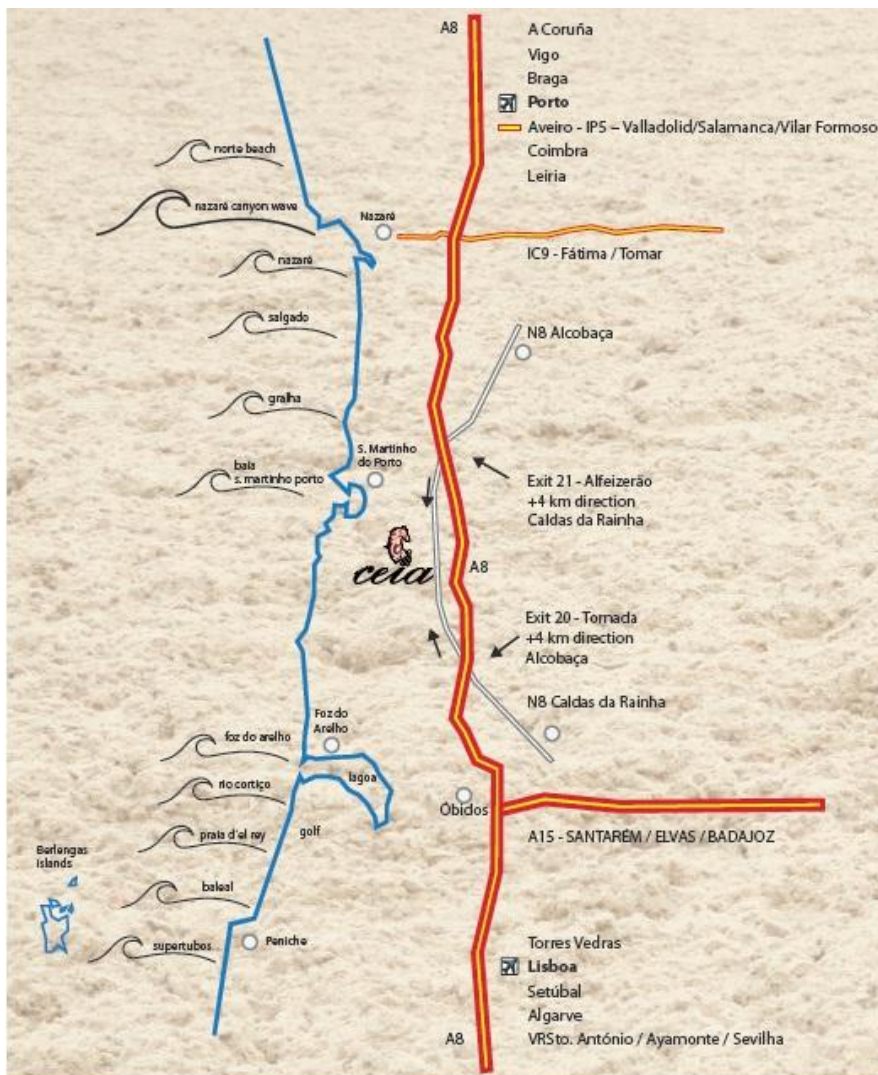 A8
A Coruña
Vigo
Braga
Porto
Aveiro - IP5 – Valladolid/Salamanca/Vilar Formoso
Coimbra
Leiria
norte beach
nazaré canyon wave
Nazaré
IC9 - Fátima / Tomar
nazaré
salgado
N8 Alcobaça
gralha
S. Martinho
do Porto
baia
s. martinho porto
Exit 21 - Alfeizerão
+4 km direction
Caldas da Rainha
ceia
A8
Exit 20 - Tornada
+4 km direction
Alcobaça
N8 Caldas da Rainha
Foz do
Arelho
foz do arelho
lagoa
rio cortiço
Óbidos
golf
praia d'el rey
A15 - SANTARÉM / ELVAS / BADAJOZ
Berlengas
Islands
baleal
Peniche
supertubos
Torres Vedras
Lisboa
Setúbal
Algarve
A8
VRSto. António / Ayamonte / Sevilha